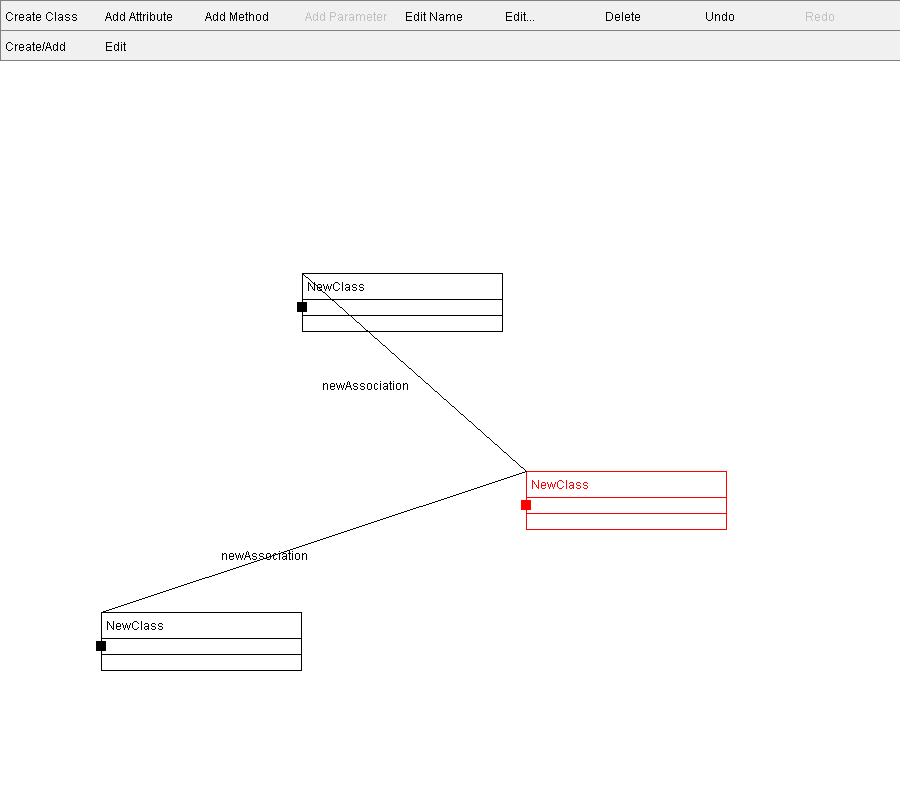 Create Class Add Attribute Add Method Add Parameter Edit Name Edit... Delete Undo Redo
Create/Add Edit
NewClass
newAssociation
NewClass
newAssociation
NewClass